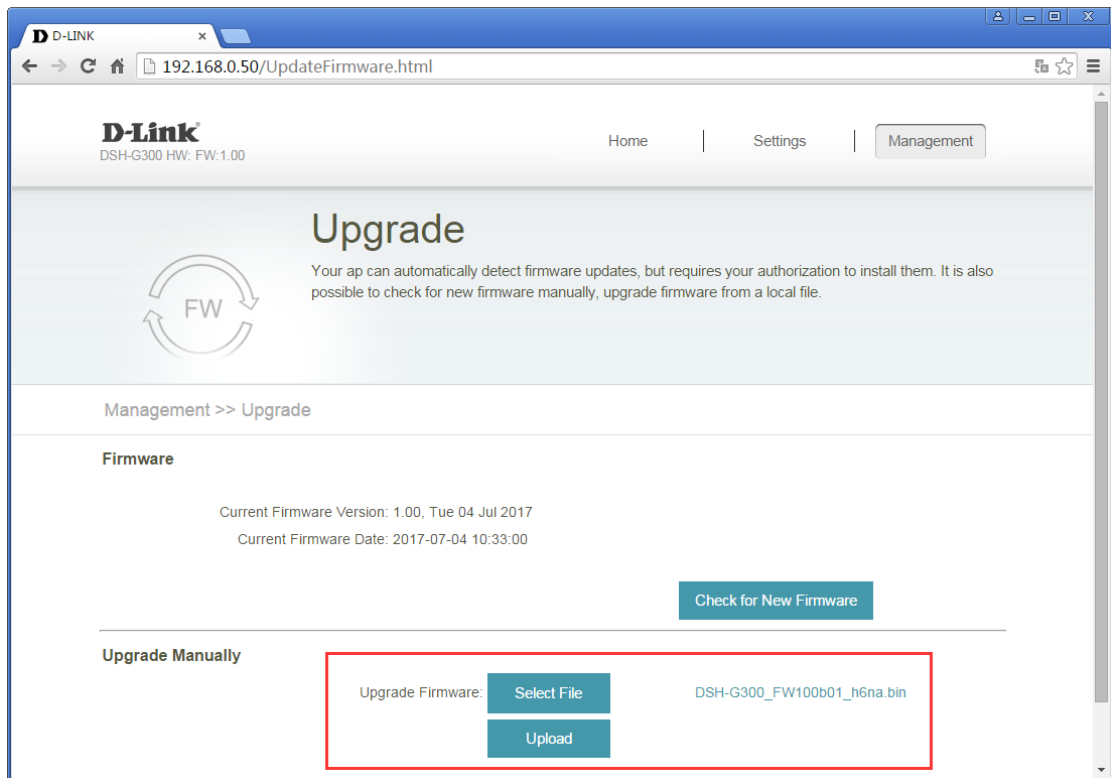 D D-LINK ×
192.168.0.50/UpdateFirmware.html
D-Link
DSH-G300 HW: FW:1.00
Home | Settings | Management
Upgrade
Your ap can automatically detect firmware updates, but requires your authorization to install them. It is also
possible to check for new firmware manually, upgrade firmware from a local file.
FW
Management >> Upgrade
Firmware
Current Firmware Version: 1.00, Tue 04 Jul 2017
Current Firmware Date: 2017-07-04 10:33:00
Check for New Firmware
Upgrade Manually
Upgrade Firmware: Select File DSH-G300_FW100b01_h6na.bin
Upload